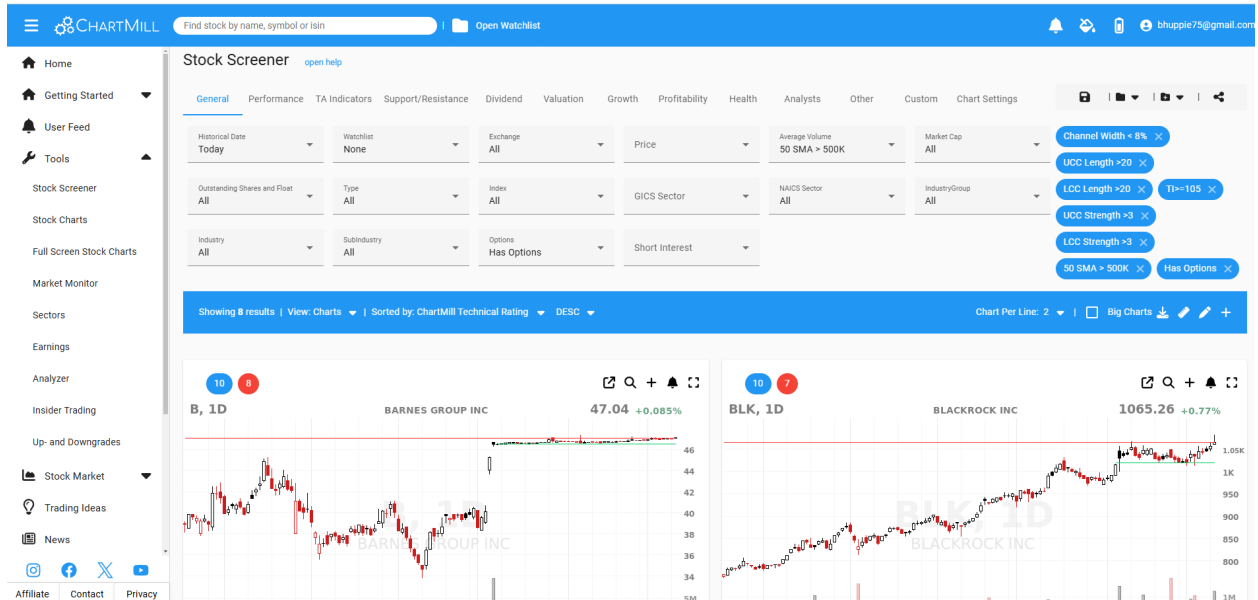 CHARTMILL
Find stock by name, symbol or isin
Open Watchlist
bhuppie75@gmail.com
Home
Getting Started
User Feed
Tools
Stock Screener
Stock Charts
Full Screen Stock Charts
Market Monitor
Sectors
Earnings
Analyzer
Insider Trading
Up- and Downgrades
Stock Market
Trading Ideas
News
Affiliate Contact Privacy
Stock Screener open help
General Performance TA Indicators Support/Resistance Dividend Valuation Growth Profitability Health Analysts Other Custom Chart Settings
Historical Date Watchlist Exchange Average Volume Market Cap
Today None All Price 50 SMA > 500K All
Outstanding Shares and Float Type Index NAICS Sector IndustryGroup
All All All GICS Sector All All
Industry SubIndustry Options
All All Has Options Short Interest
Channel Width < 8%
UCC Length >20
LCC Length >20 TI>=105
UCC Strength >3
LCC Strength >3
50 SMA > 500K Has Options
Showing 8 results | View: Charts | Sorted by: ChartMill Technical Rating DESC Chart Per Line: 2 | Big Charts
10 8
B, 1D BARNES GROUP INC 47.04 +0.085%
46
44
42
40
38
36
34
5M
B, 1D
BARNES GROUP INC
10 7
BLK, 1D BLACKROCK INC 1065.26 +0.77%
1.05K
1K
950
900
850
800
1M
BLK, 1D
BLACKROCK INC